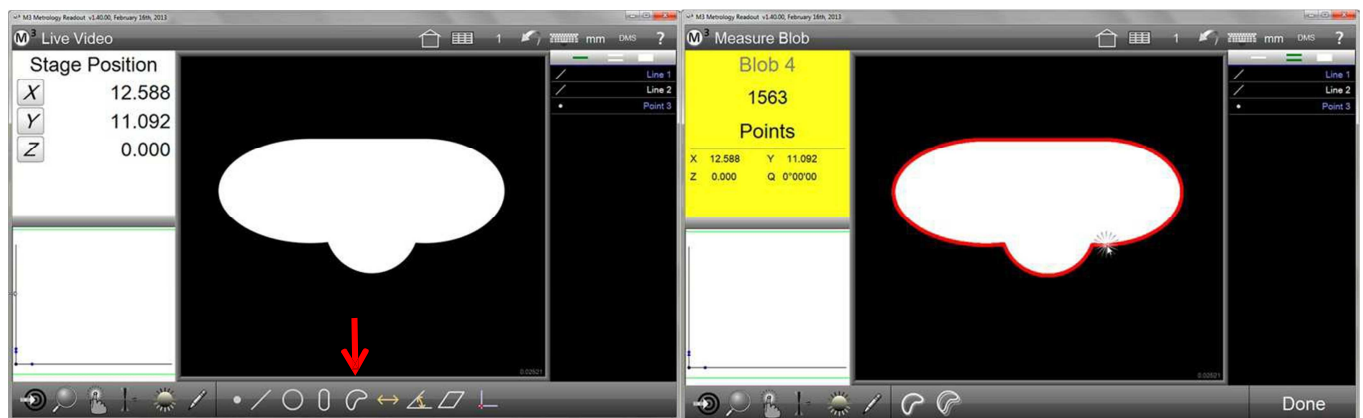 M3 Metrology Readout v1.40.00, February 16th, 2013
M3 Live Video 1 mm DMS ?
Stage Position
X 12.588
Y 11.092
Z 0.000
Line 1
Line 2
Point 3
0.02521
M3 Metrology Readout v1.40.00, February 16th, 2013
M3 Measure Blob 1 mm DMS ?
Blob 4
1563
Points
X 12.588 Y 11.092
Z 0.000 Q 0°00'00
Line 1
Line 2
Point 3
0.02521
Done